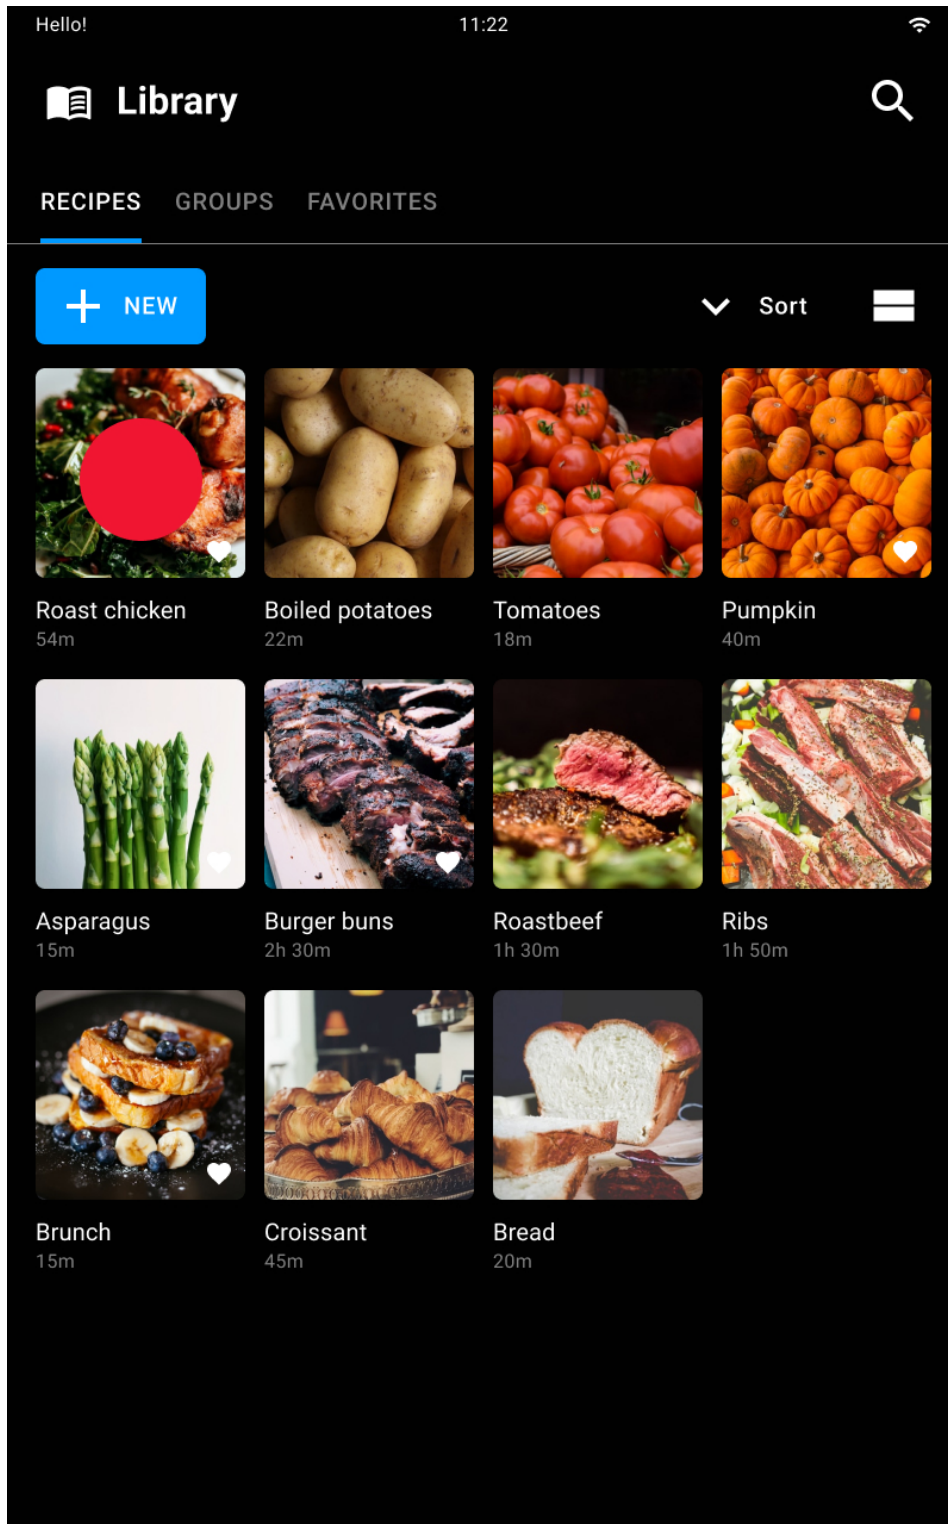 Hello! 11:22
Library
RECIPES GROUPS FAVORITES
NEW Sort
Roast chicken Boiled potatoes Tomatoes Pumpkin
54m 22m 18m 40m
Asparagus Burger buns Roastbeef Ribs
15m 2h 30m 1h 30m 1h 50m
Brunch Croissant Bread
15m 45m 20m